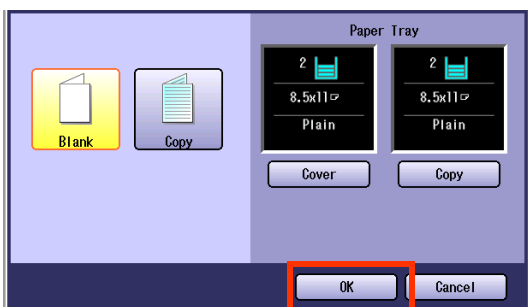 Paper Tray
2 2
8.5x11 8.5x11
Plain Plain
Blank Copy
Cover Copy
OK Cancel